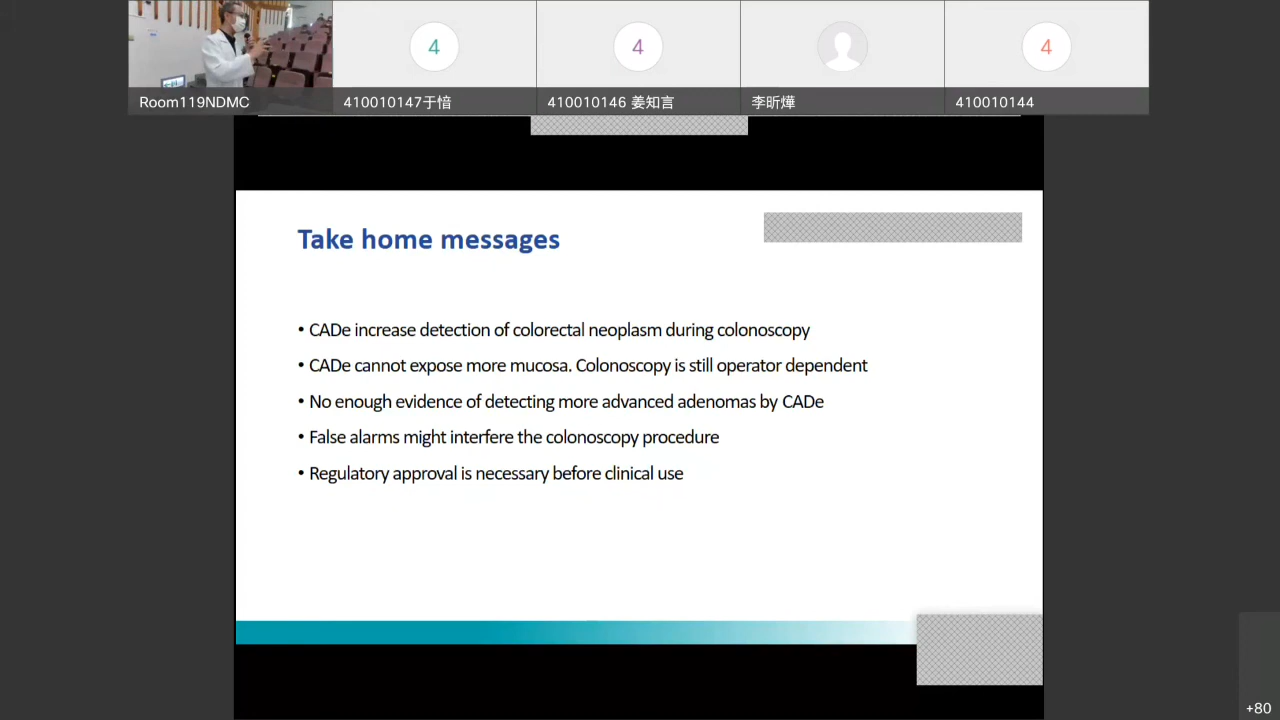 4
4
4
Room119NDMC
410010147于愔
410010146 姜知言
李昕燁
410010144
Take home messages
• CADe increase detection of colorectal neoplasm during colonoscopy
• CADe cannot expose more mucosa. Colonoscopy is still operator dependent
• No enough evidence of detecting more advanced adenomas by CADe
• False alarms might interfere the colonoscopy procedure
• Regulatory approval is necessary before clinical use
+80